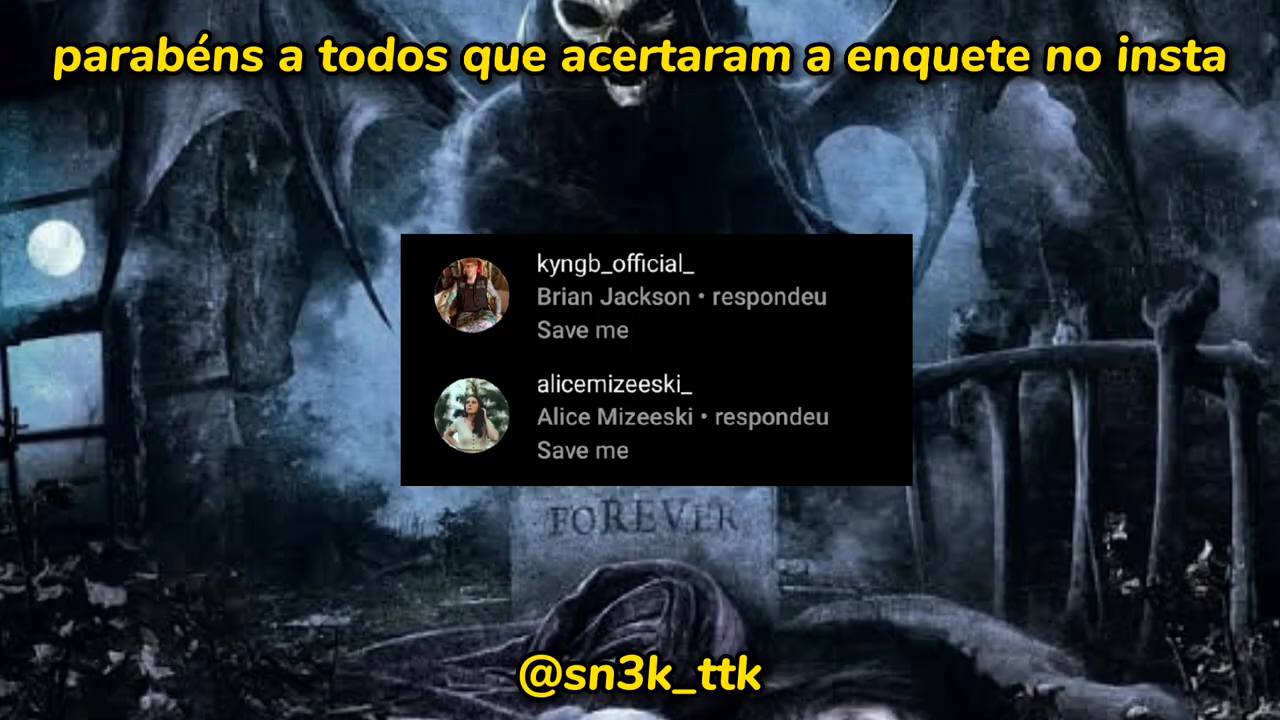 parabéns a todos que acertaram a enquete no insta
kyngb_official_
Brian Jackson • respondeu
Save me
alicemizeeski_
Alice Mizeeski • respondeu
Save me
FOREVER
@sn3k_ttk